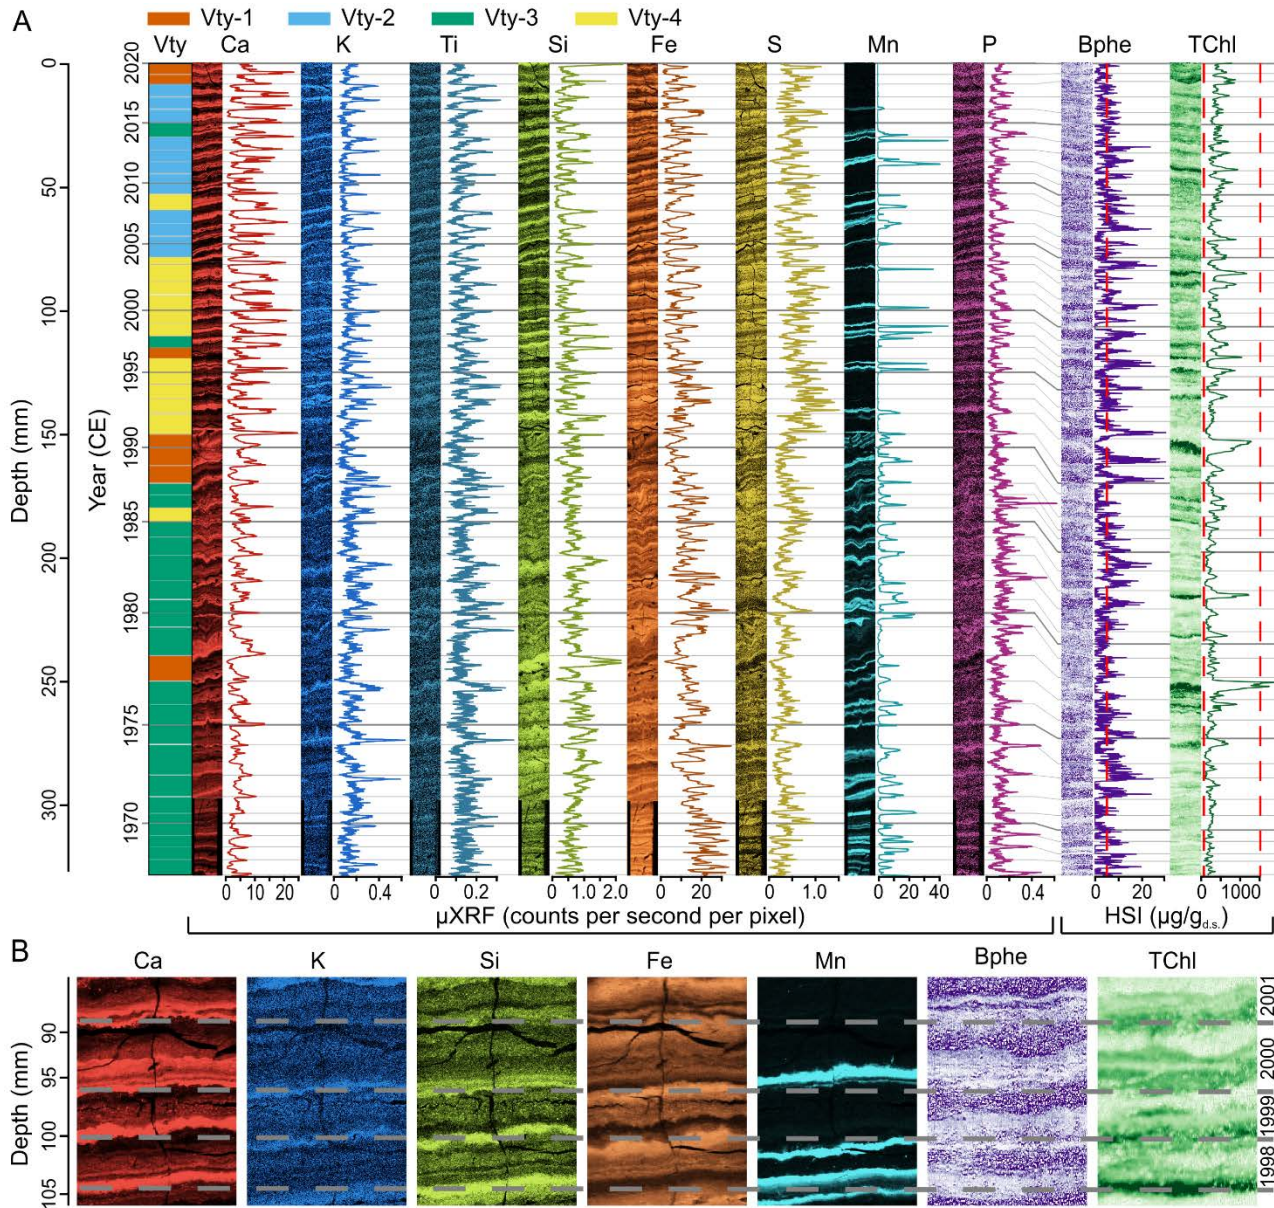 A
Vty-1 Vty-2 Vty-3 Vty-4
Vty Ca K Ti Si Fe S Mn P Bphe TChl
Depth (mm)
0
50
100
150
200
250
300
Year (CE)
2020
2015
2010
2005
2000
1995
1990
1985
1980
1975
1970
0 10 20 0 0.4 0 0.2 0 1.0 2.0 0 20 0 1.0 0 20 40 0 0.4 0 20 0 1000
µXRF (counts per second per pixel) HSI (µg/gd.s.)
B
Ca K Si Fe Mn Bphe TChl
Depth (mm)
90
95
100
105
2001
2000
1999
1998